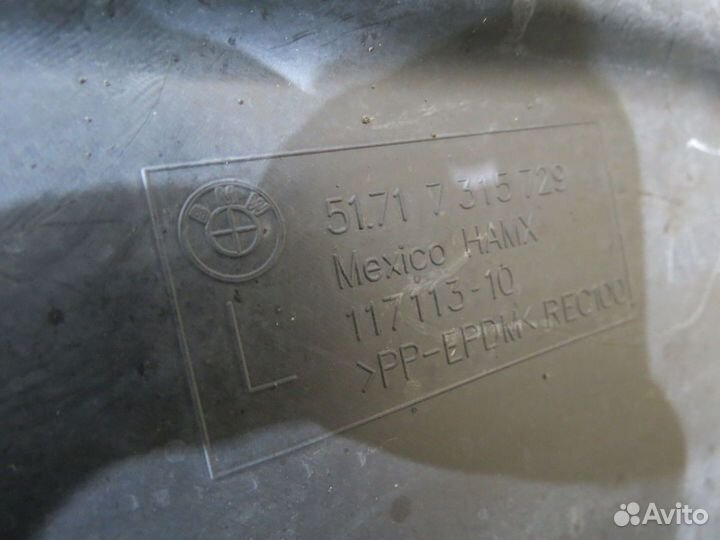 BMW
51.71 7 315 729
Mexico HAMX
L
117113-10
>PP-EPDM< REC100
Avito